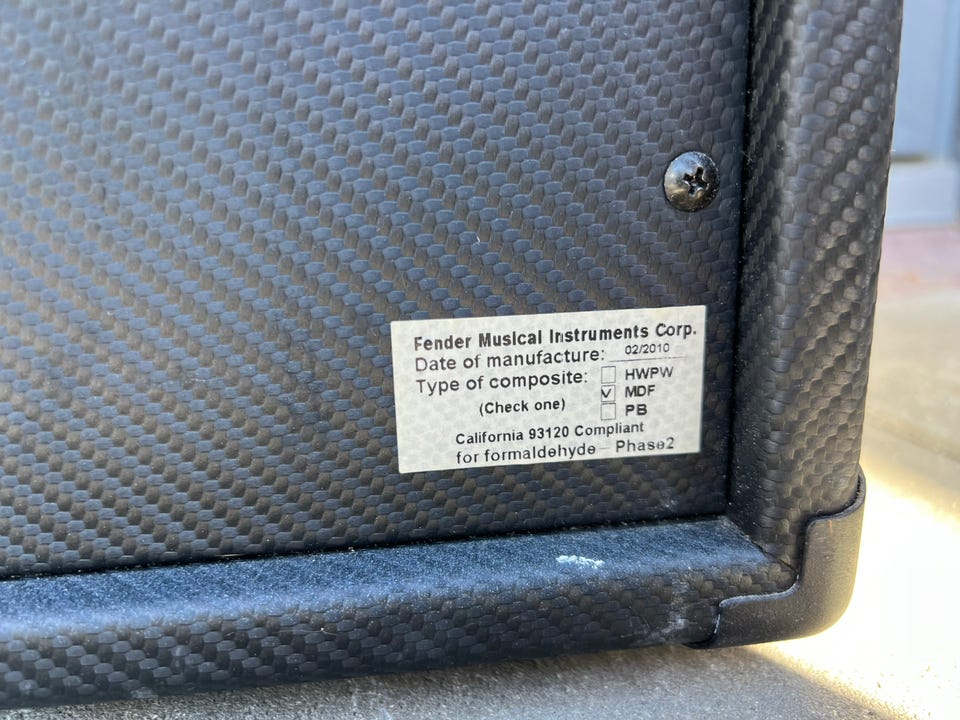 Fender Musical Instruments Corp.
Date of manufacture: 02/2010
Type of composite: HWPW
(Check one) MDF
PB
California 93120 Compliant
for formaldehyde – Phase2